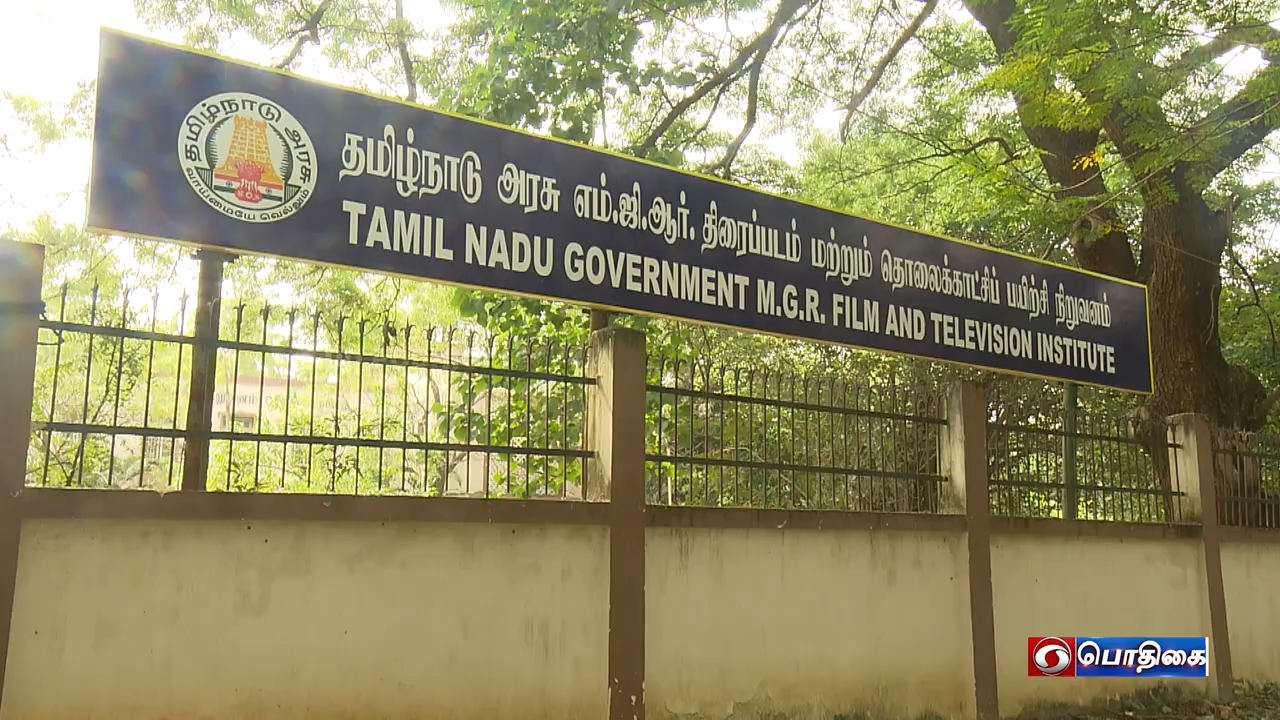 தமிழ்நாடு அரசு
வாய்மையே வெல்லும்
தமிழ்நாடு அரசு எம்.ஜி.ஆர். திரைப்படம் மற்றும் தொலைக்காட்சிப் பயிற்சி நிறுவனம்
TAMIL NADU GOVERNMENT M.G.R. FILM AND TELEVISION INSTITUTE
பொதிகை